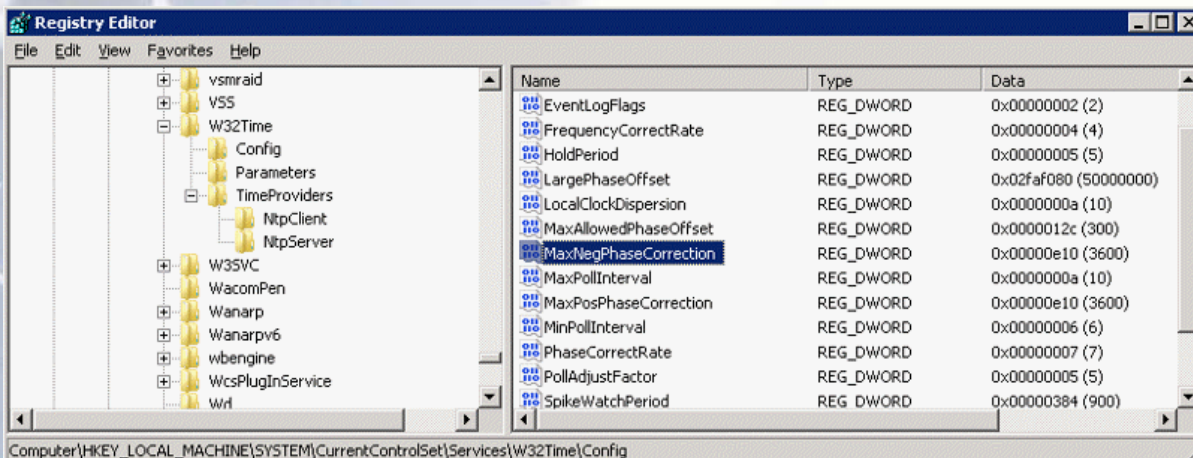 Registry Editor
File Edit View Favorites Help
vsmraid
VSS
W32Time
Config
Parameters
TimeProviders
NtpClient
NtpServer
W3SVC
WacomPen
Wanarp
Wanarpv6
wbengine
WcsPlugInService
Wd
Name Type Data
EventLogFlags REG_DWORD 0x00000002 (2)
FrequencyCorrectRate REG_DWORD 0x00000004 (4)
HoldPeriod REG_DWORD 0x00000005 (5)
LargePhaseOffset REG_DWORD 0x02faf080 (50000000)
LocalClockDispersion REG_DWORD 0x0000000a (10)
MaxAllowedPhaseOffset REG_DWORD 0x0000012c (300)
MaxNegPhaseCorrection REG_DWORD 0x00000e10 (3600)
MaxPollInterval REG_DWORD 0x0000000a (10)
MaxPosPhaseCorrection REG_DWORD 0x00000e10 (3600)
MinPollInterval REG_DWORD 0x00000006 (6)
PhaseCorrectRate REG_DWORD 0x00000007 (7)
PollAdjustFactor REG_DWORD 0x00000005 (5)
SpikeWatchPeriod REG_DWORD 0x00000384 (900)
Computer\HKEY_LOCAL_MACHINE\SYSTEM\CurrentControlSet\Services\W32Time\Config